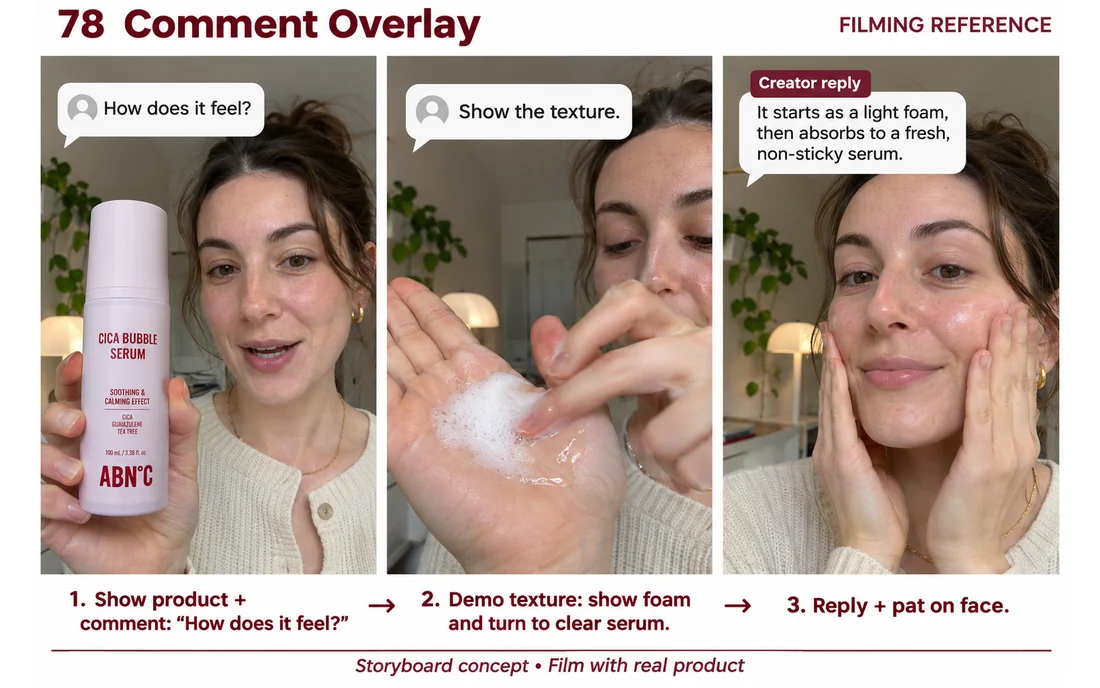 78 Comment Overlay
FILMING REFERENCE
How does it feel?
CICA BUBBLE
SERUM
SOOTHING &
CALMING EFFECT
CICA
GUAIAZULENE
TEA TREE
100 mL / 3.38 fl. oz.
ABN°C
Show the texture.
Creator reply
It starts as a light foam,
then absorbs to a fresh,
non-sticky serum.
1. Show product +
comment: “How does it feel?”
→
2. Demo texture: show foam
and turn to clear serum.
→
3. Reply + pat on face.
Storyboard concept • Film with real product